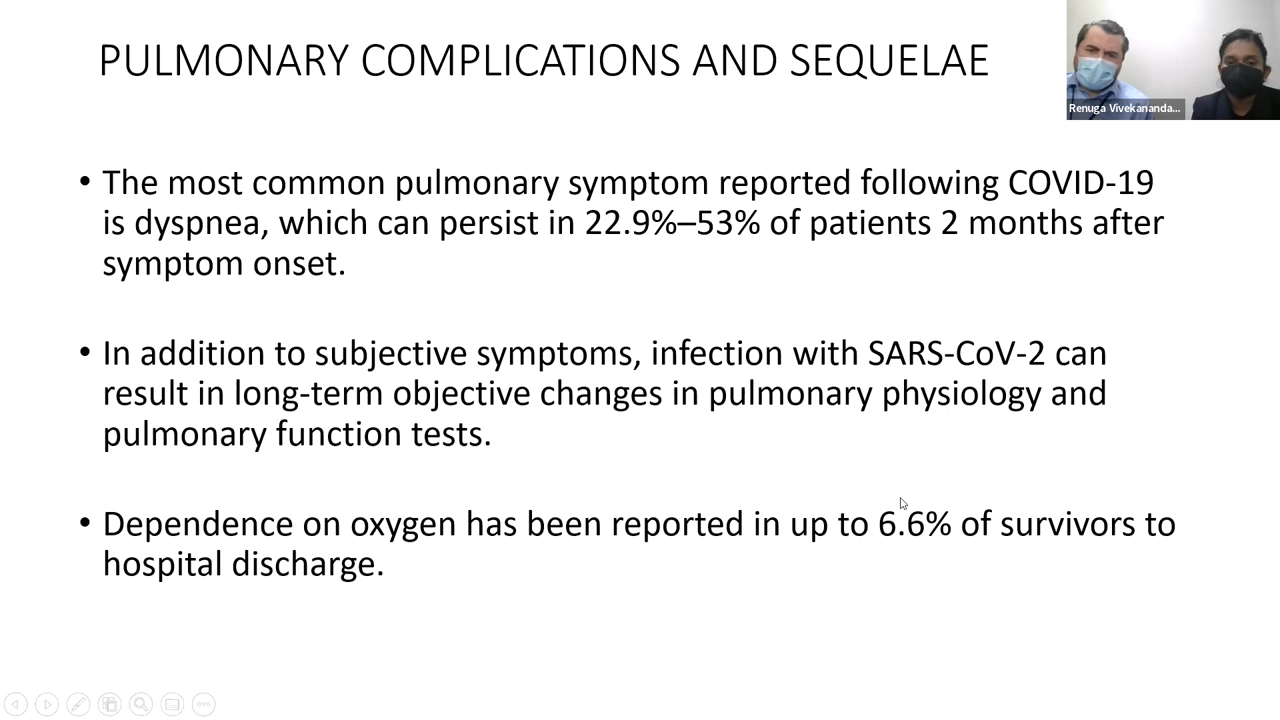 PULMONARY COMPLICATIONS AND SEQUELAE
Renuga Vivekananda...
• The most common pulmonary symptom reported following COVID-19
is dyspnea, which can persist in 22.9%–53% of patients 2 months after
symptom onset.
• In addition to subjective symptoms, infection with SARS-CoV-2 can
result in long-term objective changes in pulmonary physiology and
pulmonary function tests.
• Dependence on oxygen has been reported in up to 6.6% of survivors to
hospital discharge.